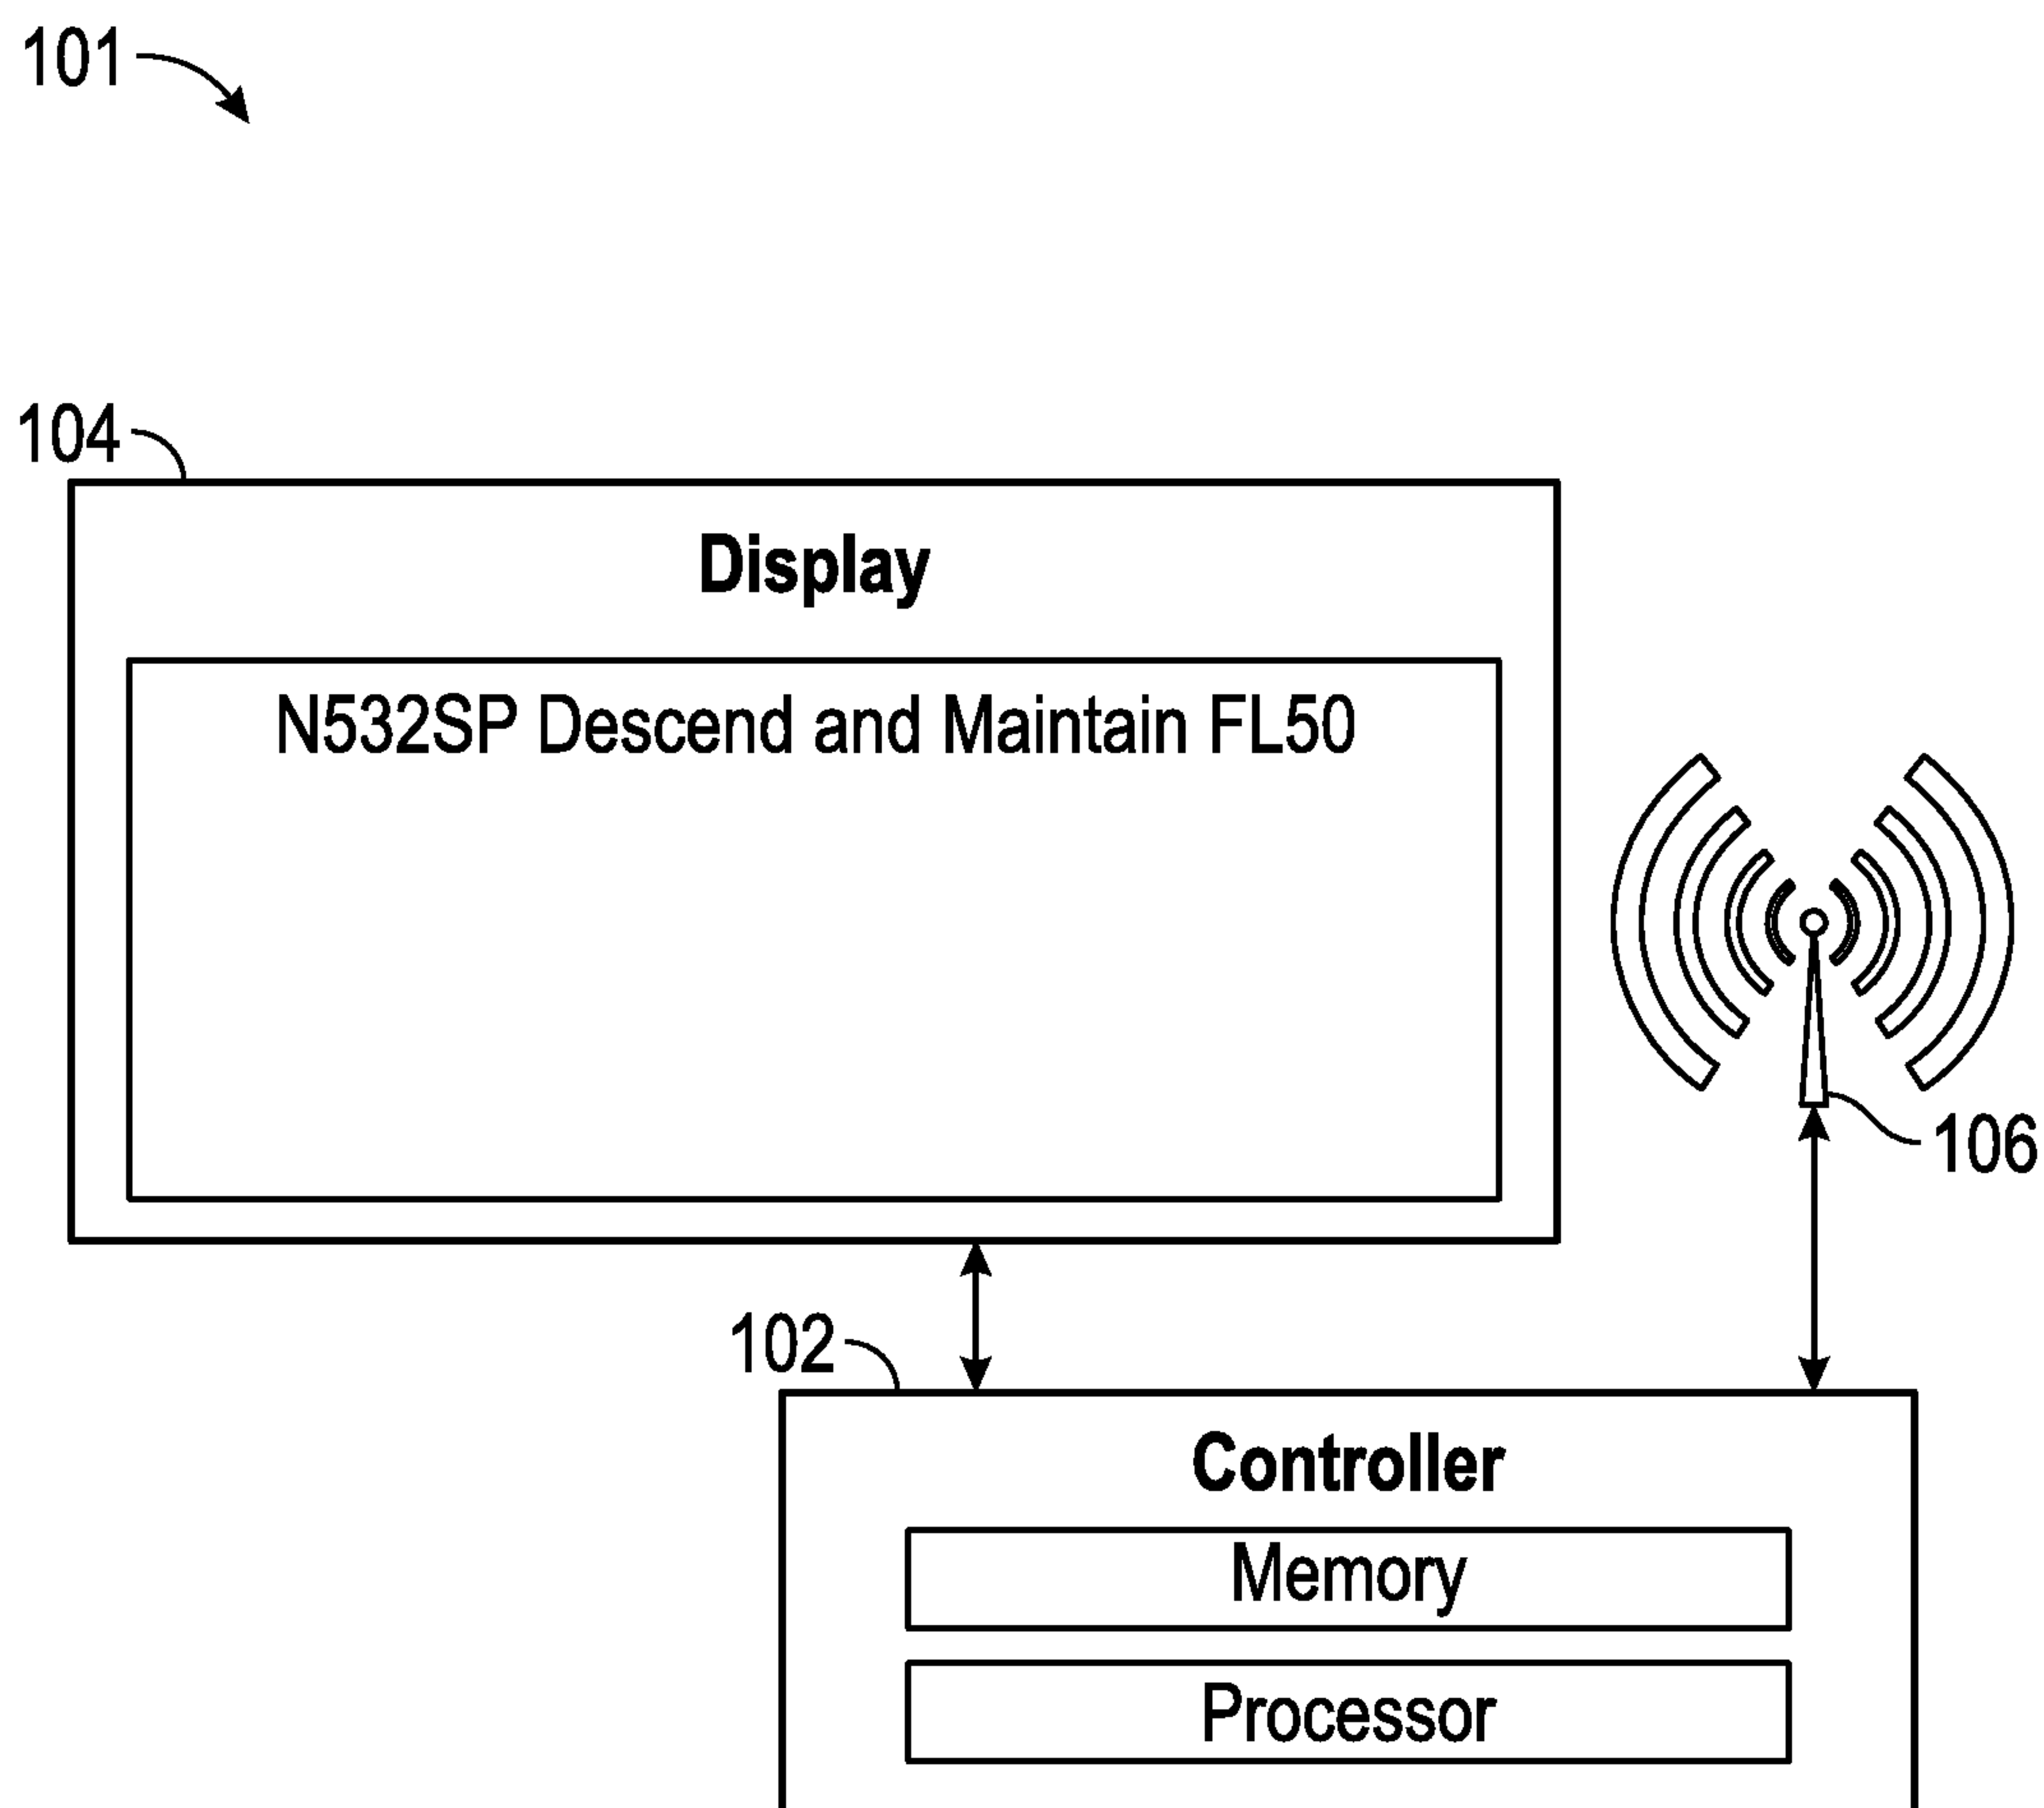 101
104
Display
N532SP Descend and Maintain FL50
106
102
Controller
Memory
Processor